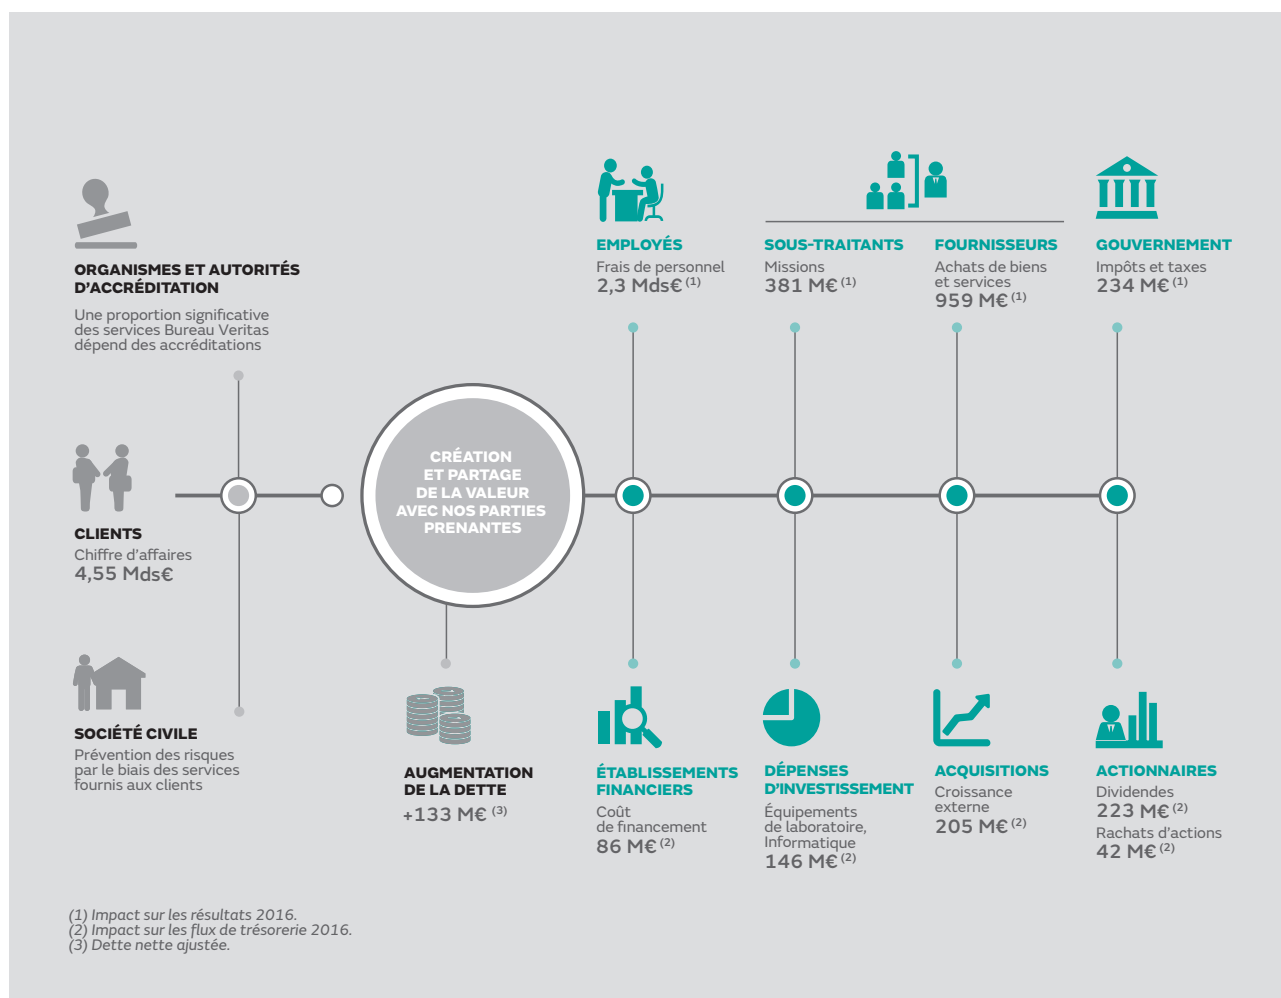 ORGANISMES ET AUTORITÉS
D'ACCRÉDITATION
Une proportion significative
des services Bureau Veritas
dépend des accréditations
CLIENTS
Chiffre d'affaires
4,55 Mds€
SOCIÉTÉ CIVILE
Prévention des risques
par le biais des services
fournis aux clients
CRÉATION
ET PARTAGE
DE LA VALEUR
AVEC NOS PARTIES
PRENANTES
AUGMENTATION
DE LA DETTE
+133 M€ (3)
EMPLOYÉS
Frais de personnel
2,3 Mds€ (1)
SOUS-TRAITANTS
Missions
381 M€ (1)
FOURNISSEURS
Achats de biens
et services
959 M€ (1)
GOUVERNEMENT
Impôts et taxes
234 M€ (1)
ÉTABLISSEMENTS
FINANCIERS
Coût
de financement
86 M€ (2)
DÉPENSES
D'INVESTISSEMENT
Équipements
de laboratoire,
Informatique
146 M€ (2)
ACQUISITIONS
Croissance
externe
205 M€ (2)
ACTIONNAIRES
Dividendes
223 M€ (2)
Rachats d'actions
42 M€ (2)
(1) Impact sur les résultats 2016.
(2) Impact sur les flux de trésorerie 2016.
(3) Dette nette ajustée.